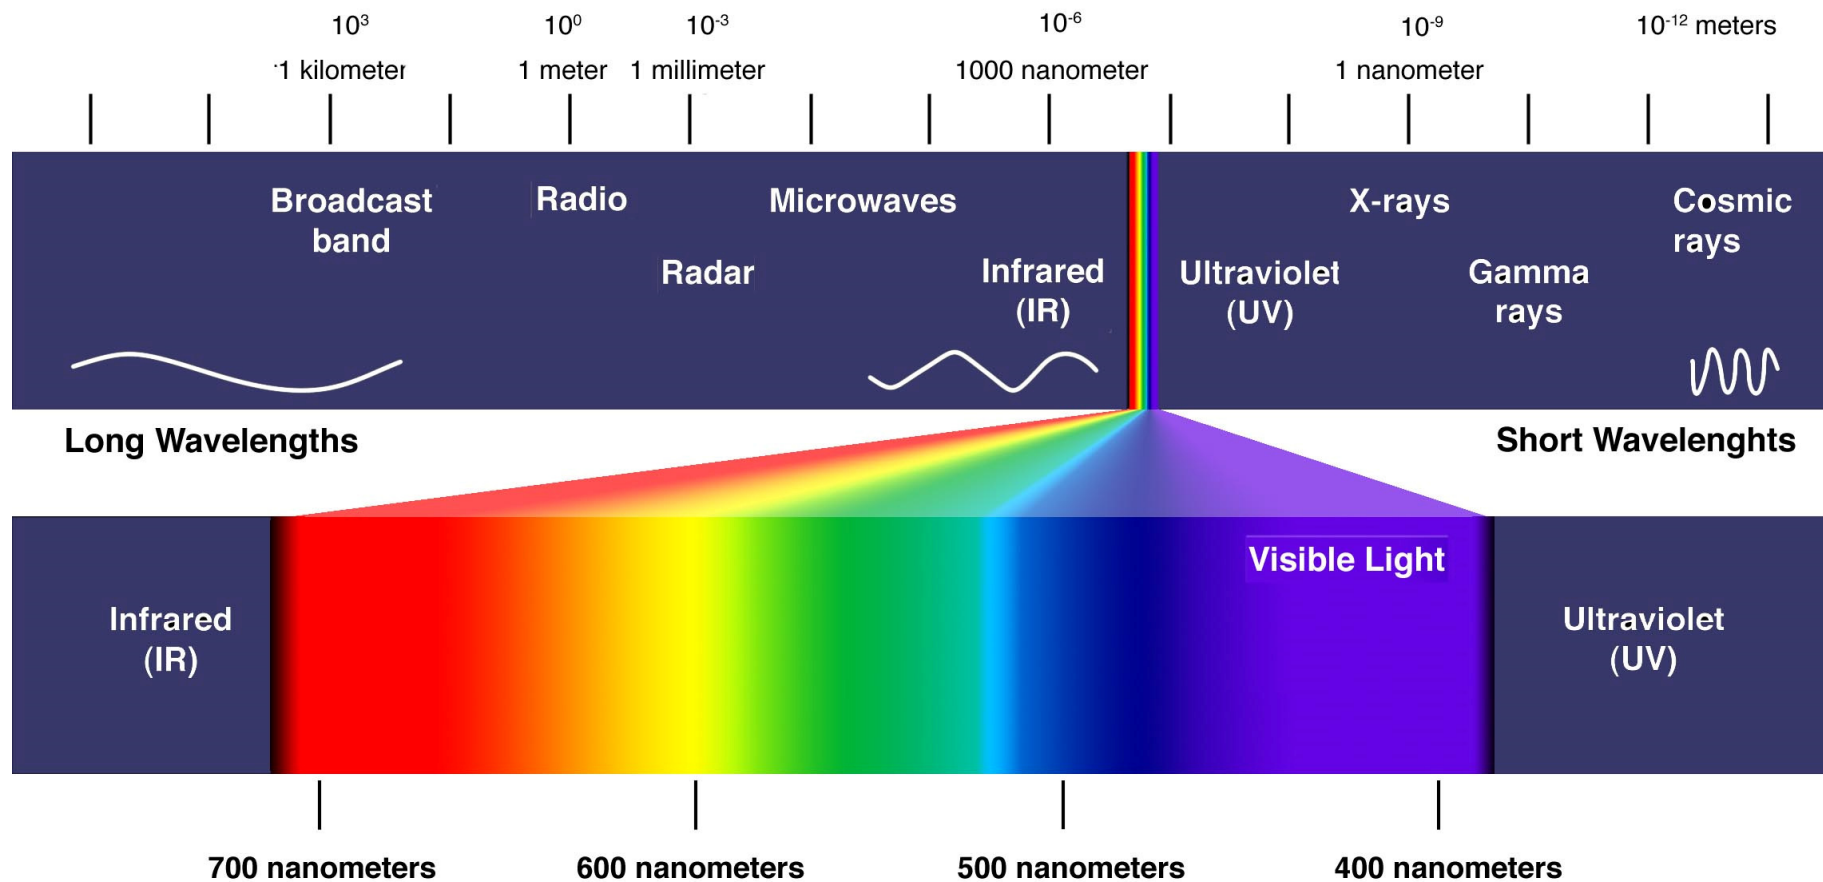 10³ 10⁰ 10⁻³ 10⁻⁶ 10⁻⁹ 10⁻¹² meters
1 kilometer 1 meter 1 millimeter 1000 nanometer 1 nanometer
Broadcast
band
Radio
Radar
Microwaves
Infrared
(IR)
Ultraviolet
(UV)
X-rays
Gamma
rays
Cosmic
rays
Long Wavelengths
Short Wavelenghts
Infrared
(IR)
Visible Light
Ultraviolet
(UV)
700 nanometers 600 nanometers 500 nanometers 400 nanometers